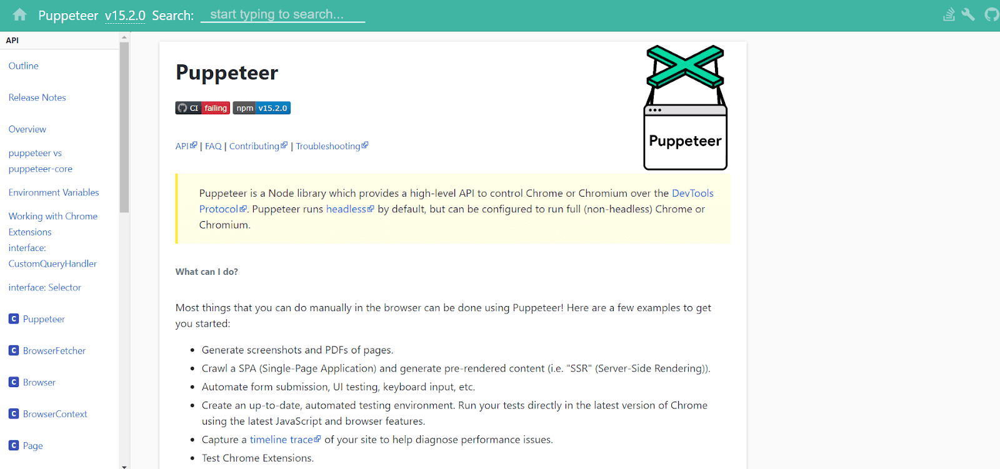 Puppeteer v15.2.0 Search: start typing to search...
API
Outline
Release Notes
Overview
puppeteer vs
puppeteer-core
Environment Variables
Working with Chrome
Extensions
interface:
CustomQueryHandler
interface: Selector
C Puppeteer
C BrowserFetcher
C Browser
C BrowserContext
C Page
Puppeteer
CI failing npm v15.2.0
API | FAQ | Contributing | Troubleshooting
Puppeteer
Puppeteer is a Node library which provides a high-level API to control Chrome or Chromium over the DevTools
Protocol. Puppeteer runs headless by default, but can be configured to run full (non-headless) Chrome or
Chromium.
What can I do?
Most things that you can do manually in the browser can be done using Puppeteer! Here are a few examples to get
you started:
• Generate screenshots and PDFs of pages.
• Crawl a SPA (Single-Page Application) and generate pre-rendered content (i.e. "SSR" (Server-Side Rendering)).
• Automate form submission, UI testing, keyboard input, etc.
• Create an up-to-date, automated testing environment. Run your tests directly in the latest version of Chrome
using the latest JavaScript and browser features.
• Capture a timeline trace of your site to help diagnose performance issues.
• Test Chrome Extensions.